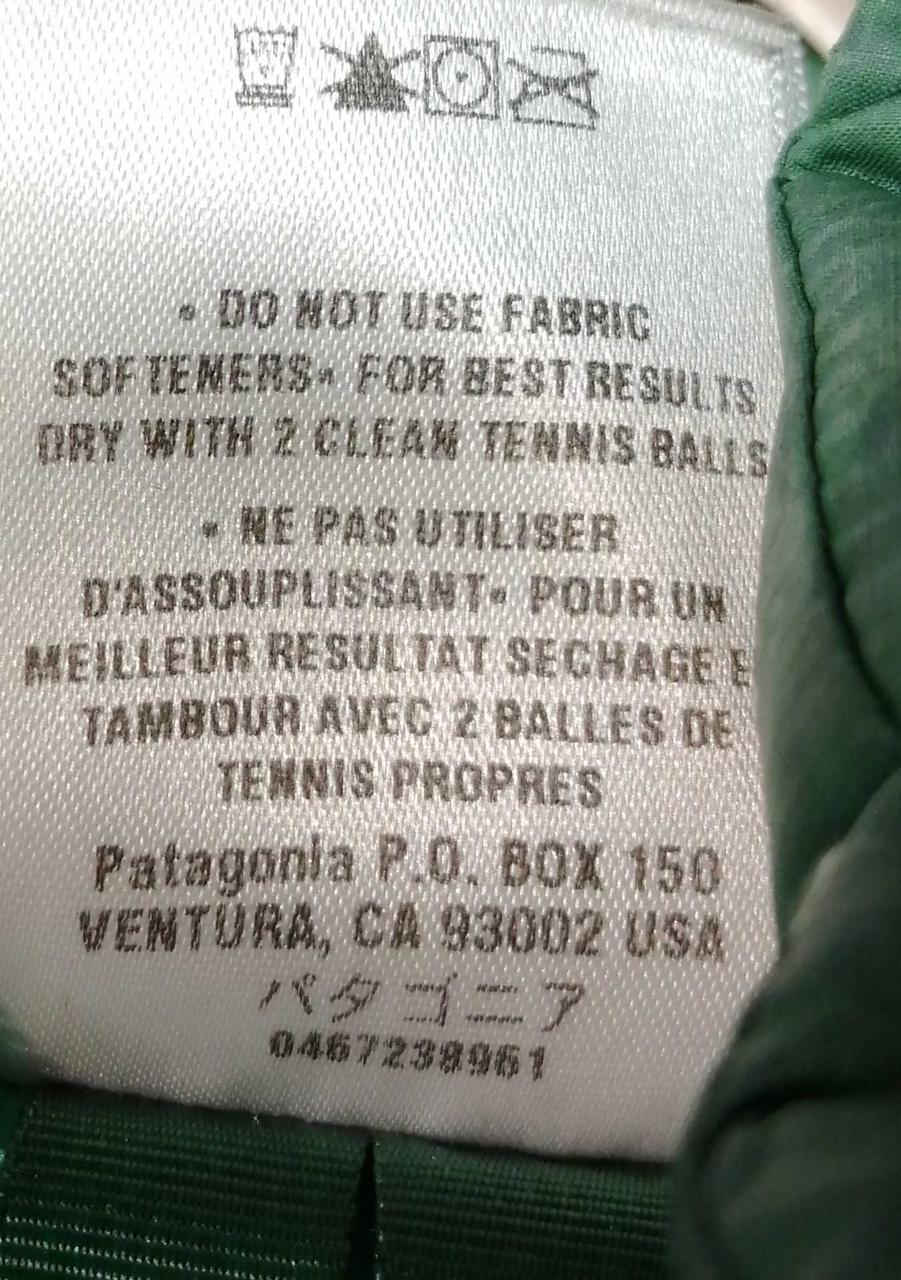 • DO NOT USE FABRIC
SOFTENERS• FOR BEST RESULTS
DRY WITH 2 CLEAN TENNIS BALLS
• NE PAS UTILISER
D'ASSOUPLISSANT• POUR UN
MEILLEUR RESULTAT SECHAGE E
TAMBOUR AVEC 2 BALLES DE
TENNIS PROPRES
Patagonia P.O. BOX 150
VENTURA, CA 93002 USA
パタゴニア
0467238961